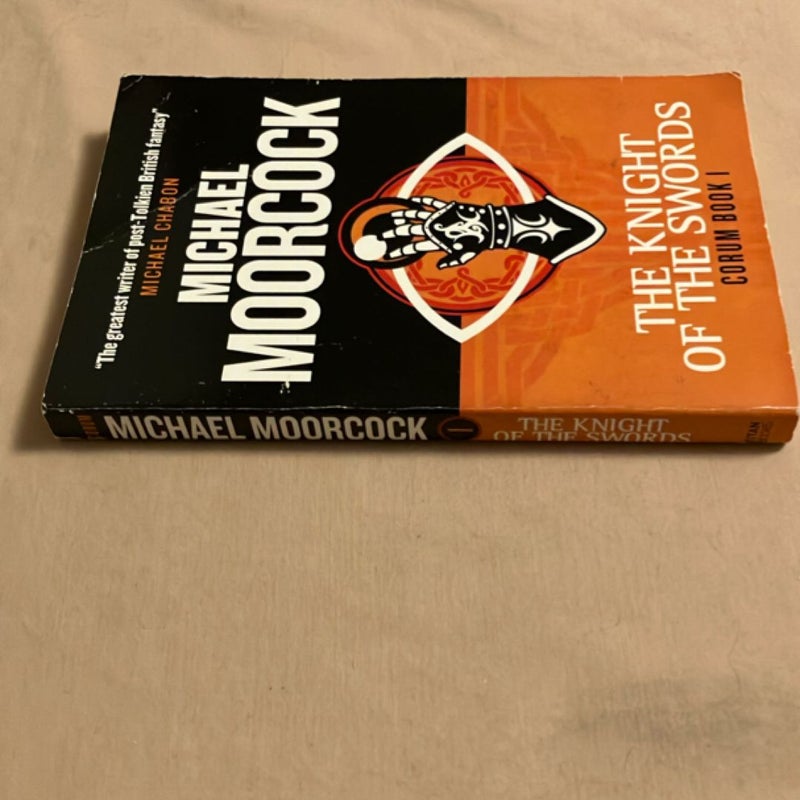 "The greatest writer of post-Tolkien British fantasy"
MICHAEL CHABON
MICHAEL
MOORCOCK
THE KNIGHT
OF THE SWORDS
CORUM BOOK I
MICHAEL MOORCOCK
I
THE KNIGHT
OF THE SWORDS
TITAN